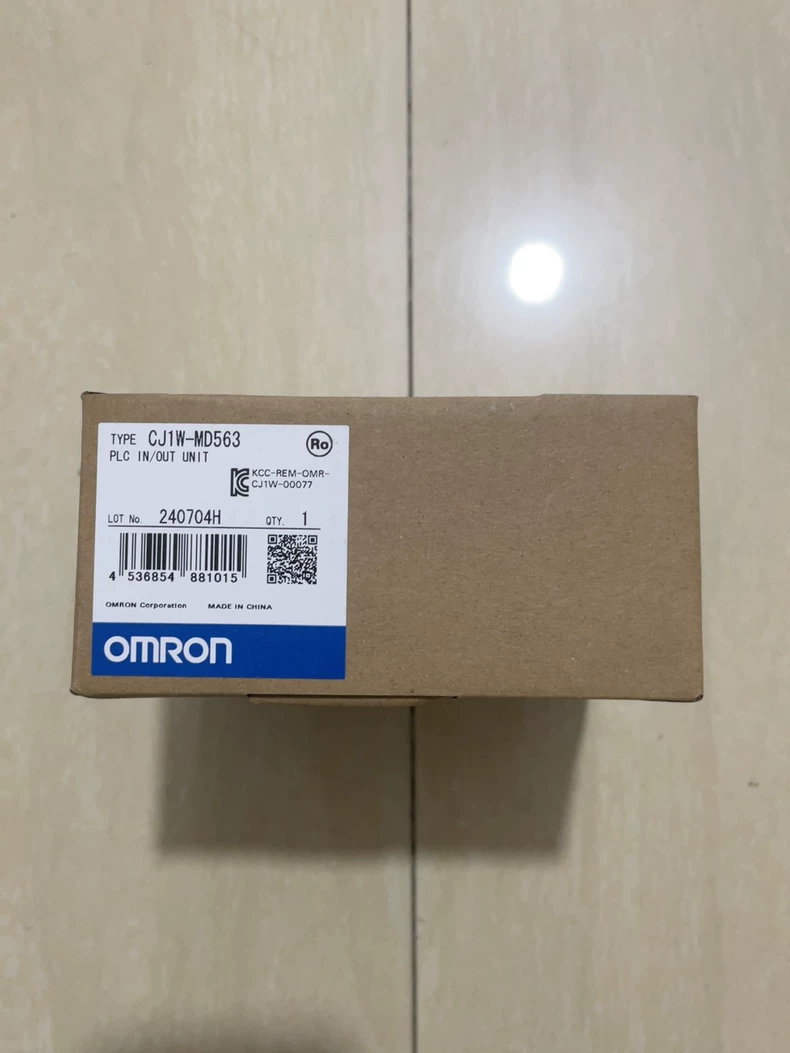 TYPE CJ1W-MD563
Ro
PLC IN/OUT UNIT
KCC-REM-OMR-
CJ1W-00077
LOT No. 240704H QTY. 1
4 536854 881015
OMRON Corporation MADE IN CHINA
OMRON